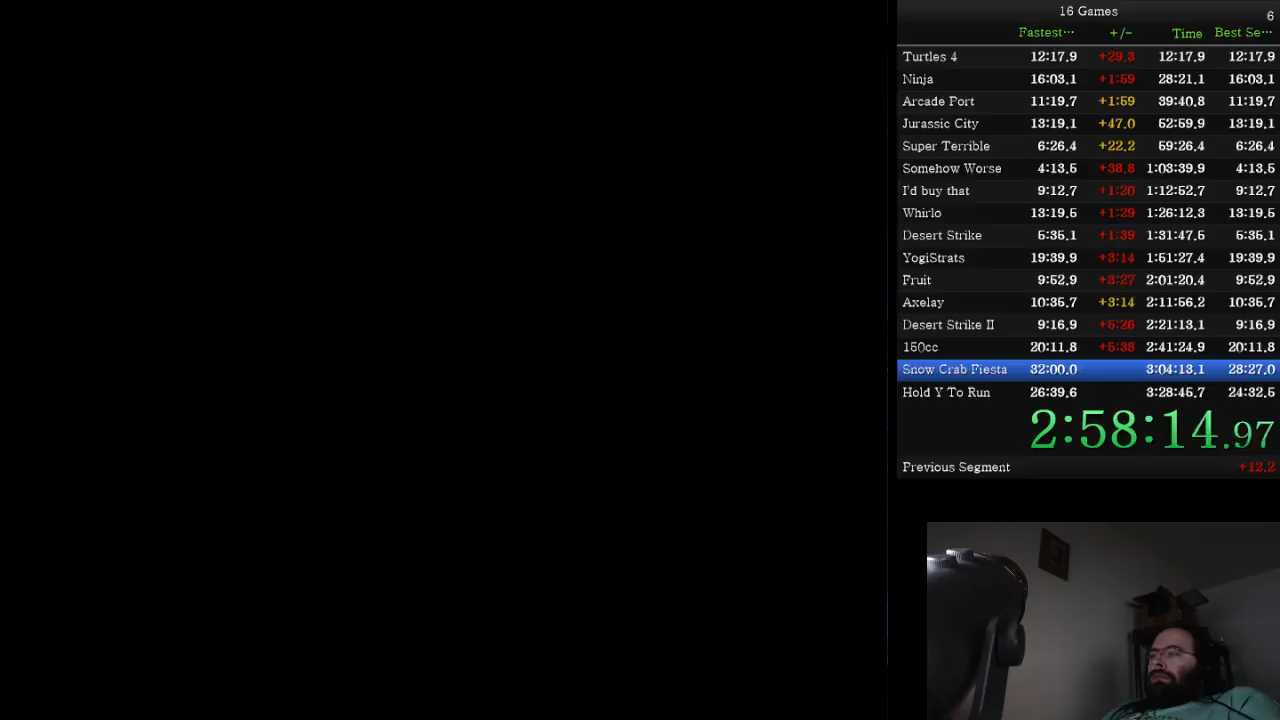 16 Games
6
Fastest… +/- Time Best Se…
Turtles 4 12:17.9 +29.3 12:17.9 12:17.9
Ninja 16:03.1 +1:59 28:21.1 16:03.1
Arcade Port 11:19.7 +1:59 39:40.8 11:19.7
Jurassic City 13:19.1 +47.0 52:59.9 13:19.1
Super Terrible 6:26.4 +22.2 59:26.4 6:26.4
Somehow Worse 4:13.5 +38.8 1:03:39.9 4:13.5
I'd buy that 9:12.7 +1:20 1:12:52.7 9:12.7
Whirlo 13:19.5 +1:29 1:26:12.3 13:19.5
Desert Strike 5:35.1 +1:39 1:31:47.5 5:35.1
YogiStrats 19:39.9 +3:14 1:51:27.4 19:39.9
Fruit 9:52.9 +3:27 2:01:20.4 9:52.9
Axelay 10:35.7 +3:14 2:11:56.2 10:35.7
Desert Strike II 9:16.9 +5:26 2:21:13.1 9:16.9
150cc 20:11.8 +5:38 2:41:24.9 20:11.8
Snow Crab Fiesta 32:00.0 3:04:13.1 28:27.0
Hold Y To Run 26:39.6 3:28:45.7 24:32.5
2:58:14.97
Previous Segment +12.2